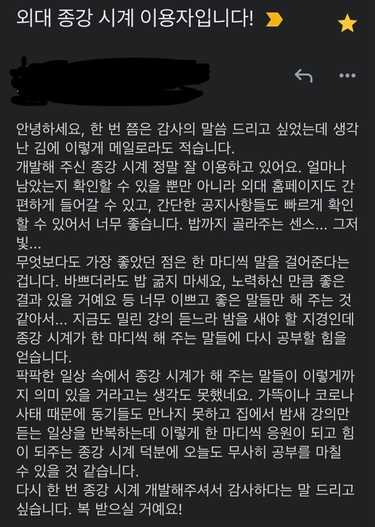 외대 종강 시계 이용자입니다!
안녕하세요, 한 번 쯤은 감사의 말씀 드리고 싶었는데 생각
난 김에 이렇게 메일로라도 적습니다.
개발해 주신 종강 시계 정말 잘 이용하고 있어요. 얼마나
남았는지 확인할 수 있을 뿐만 아니라 외대 홈페이지도 간
편하게 들어갈 수 있고, 간단한 공지사항들도 빠르게 확인
할 수 있어서 너무 좋습니다. 밥까지 골라주는 센스... 그저
빛...
무엇보다도 가장 좋았던 점은 한 마디씩 말을 걸어준다는
겁니다. 바쁘더라도 밥 굶지 마세요, 노력하신 만큼 좋은
결과 있을 거예요 등 너무 이쁘고 좋은 말들만 해 주는 것
같아서... 지금도 밀린 강의 듣느라 밤을 새야 할 지경인데
종강 시계가 한 마디씩 해 주는 말들에 다시 공부할 힘을
얻습니다.
팍팍한 일상 속에서 종강 시계가 해 주는 말들이 이렇게까
지 의미 있을 거라고는 생각도 못했네요. 가뜩이나 코로나
사태 때문에 동기들도 만나지 못하고 집에서 밤새 강의만
듣는 일상을 반복하는데 이렇게 한 마디씩 응원이 되고 힘
이 되주는 종강 시계 덕분에 오늘도 무사히 공부를 마칠
수 있을 것 같습니다.
다시 한 번 종강 시계 개발해주셔서 감사하다는 말 드리고
싶습니다. 복 받으실 거예요!